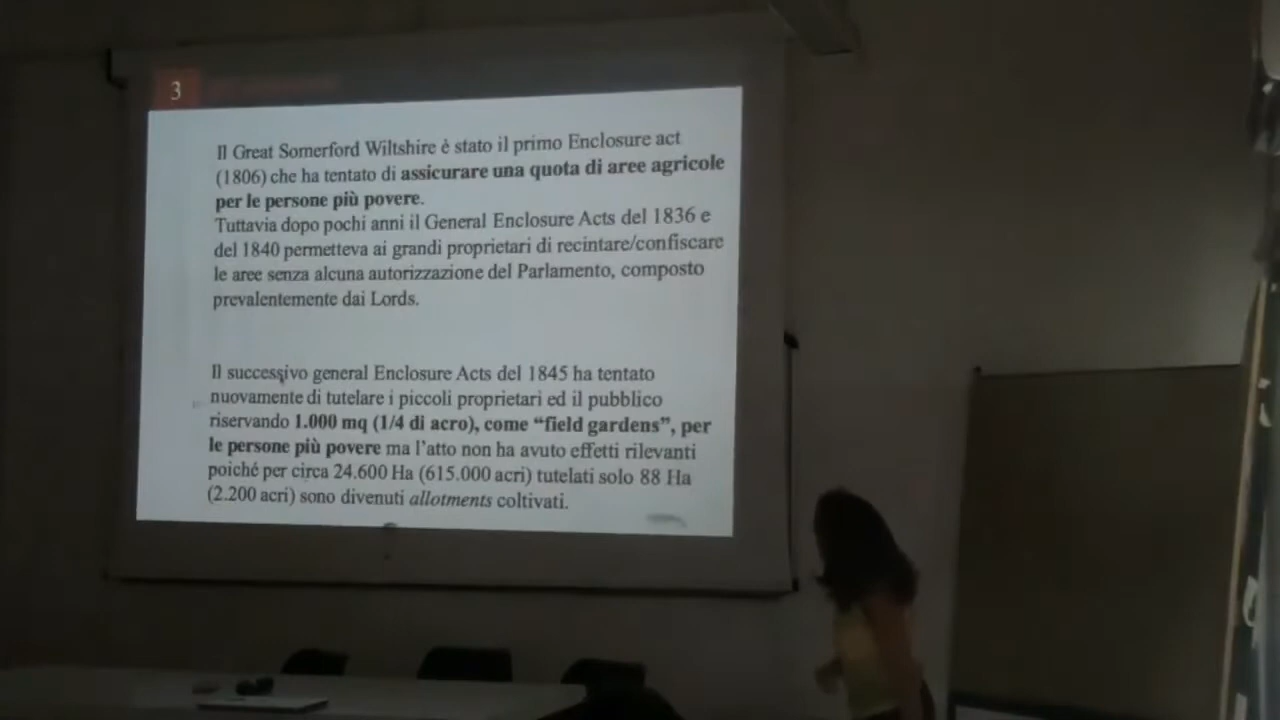 3
Il Great Somerford Wiltshire è stato il primo Enclosure act
(1806) che ha tentato di assicurare una quota di aree agricole
per le persone più povere.
Tuttavia dopo pochi anni il General Enclosure Acts del 1836 e
del 1840 permetteva ai grandi proprietari di recintare/confiscare
le aree senza alcuna autorizzazione del Parlamento, composto
prevalentemente dai Lords.
Il successivo general Enclosure Acts del 1845 ha tentato
nuovamente di tutelare i piccoli proprietari ed il pubblico
riservando 1.000 mq (1/4 di acro), come “field gardens”, per
le persone più povere ma l’atto non ha avuto effetti rilevanti
poiché per circa 24.600 Ha (615.000 acri) tutelati solo 88 Ha
(2.200 acri) sono divenuti allotments coltivati.